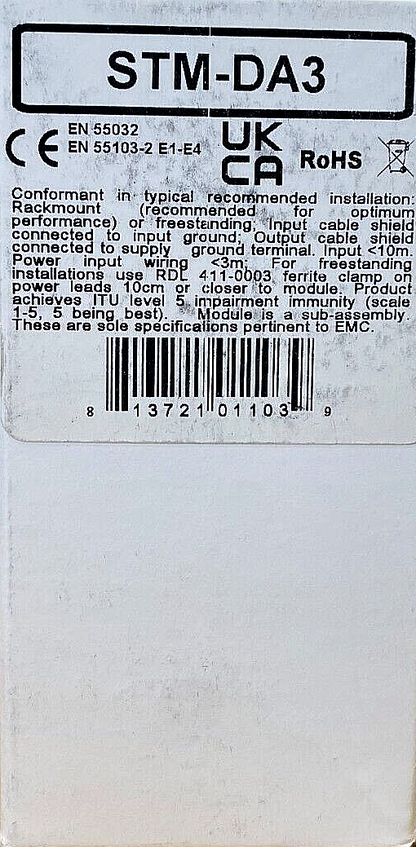 STM-DA3
CE EN 55032
EN 55103-2 E1-E4
UK
CA
RoHS
Conformant in typical recommended installation:
Rackmount (recommended for optimum
performance) or freestanding; Input cable shield
connected to input ground; Output cable shield
connected to supply ground terminal. Input <10m.
Power input wiring <3m; For freestanding
installations use RDL 411-0003 ferrite clamp on
power leads 10cm or closer to module. Product
achieves ITU level 5 impairment immunity (scale
1-5, 5 being best). Module is a sub-assembly.
These are sole specifications pertinent to EMC.
8 13721 01103 9